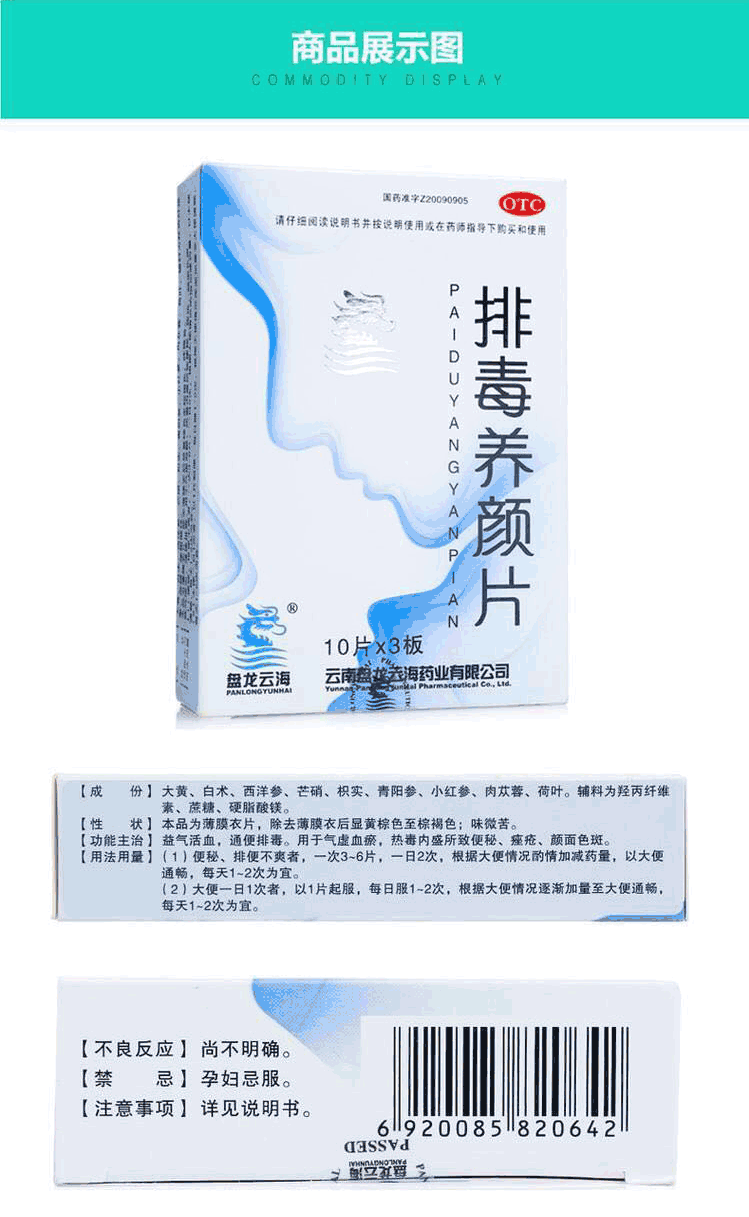 商品展示图
COMMODITY DISPLAY
国药准字Z20090905
OTC
请仔细阅读说明书并按说明使用或在药师指导下购买和使用
排毒养颜片
PAIDUYANGYANPIAN
10片x3板
盘龙云海®
PANLONGYUNHAI
云南盘龙云海药业有限公司
Yunnan Panlong Yunhai Pharmaceutical Co., Ltd.
【成　份】大黄、白术、西洋参、芒硝、枳实、青阳参、小红参、肉苁蓉、荷叶。辅料为羟丙纤维
素、蔗糖、硬脂酸镁。
【性　状】本品为薄膜衣片，除去薄膜衣后显黄棕色至棕褐色；味微苦。
【功能主治】益气活血，通便排毒。用于气虚血瘀，热毒内盛所致便秘、痤疮、颜面色斑。
【用法用量】（1）便秘、排便不爽者，一次3~6片，一日2次，根据大便情况酌情加减药量，以大便
通畅，每天1~2次为宜。
（2）大便一日1次者，以1片起服，每日服1~2次，根据大便情况逐渐加量至大便通畅，
每天1~2次为宜。
【不良反应】尚不明确。
【禁　忌】孕妇忌服。
【注意事项】详见说明书。
6 920085 820642
PASSED
盘龙云海
PANLONGYUNHAI